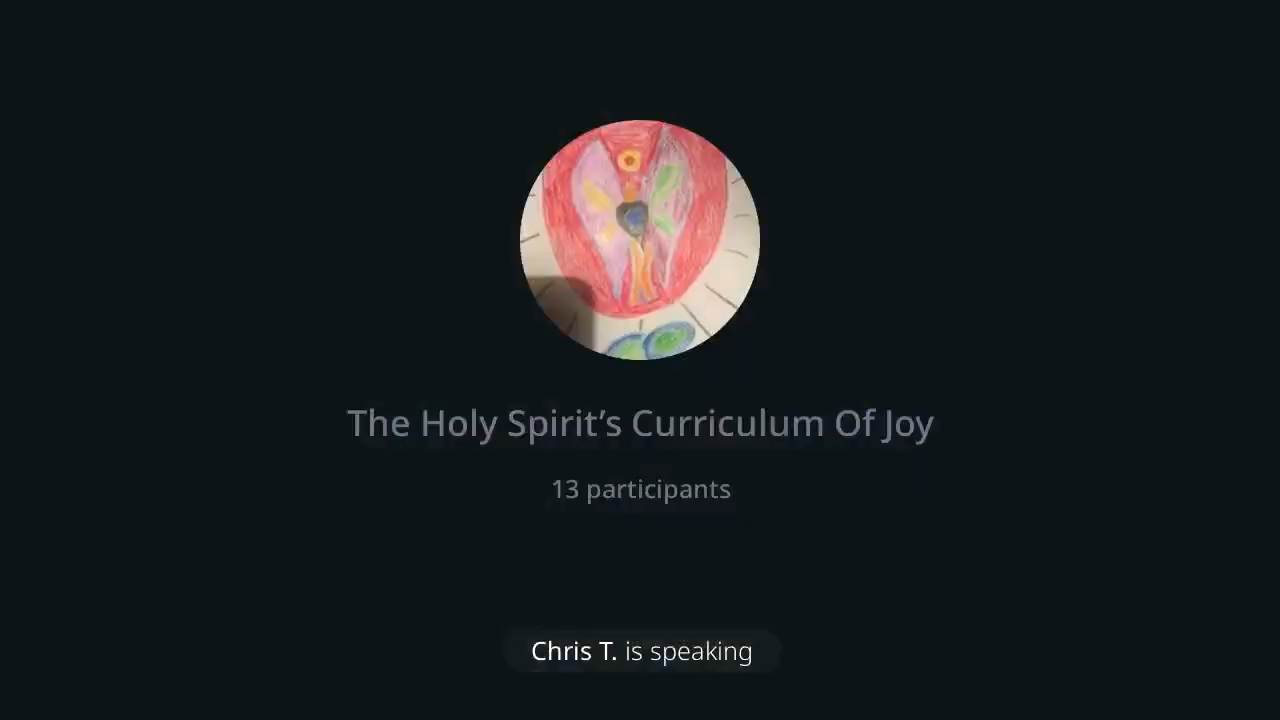 The Holy Spirit’s Curriculum Of Joy
13 participants
Chris T. is speaking